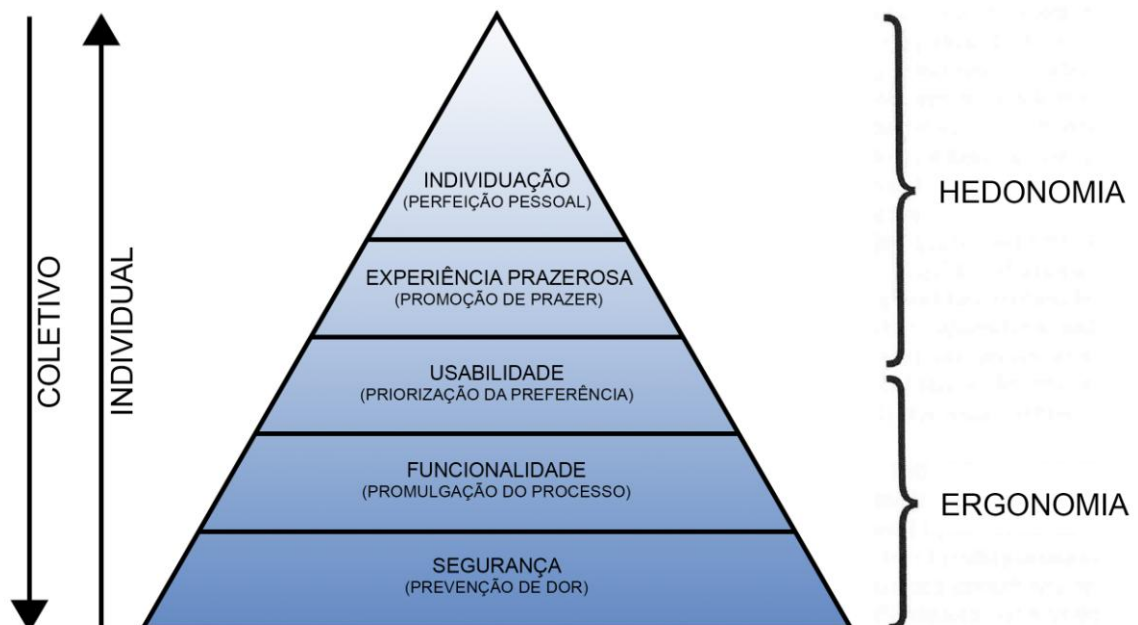 COLETIVO
INDIVIDUAL
INDIVIDUAÇÃO
(PERFEIÇÃO PESSOAL)
EXPERIÊNCIA PRAZEROSA
(PROMOÇÃO DE PRAZER)
USABILIDADE
(PRIORIZAÇÃO DA PREFERÊNCIA)
FUNCIONALIDADE
(PROMULGAÇÃO DO PROCESSO)
SEGURANÇA
(PREVENÇÃO DE DOR)
HEDONOMIA
ERGONOMIA